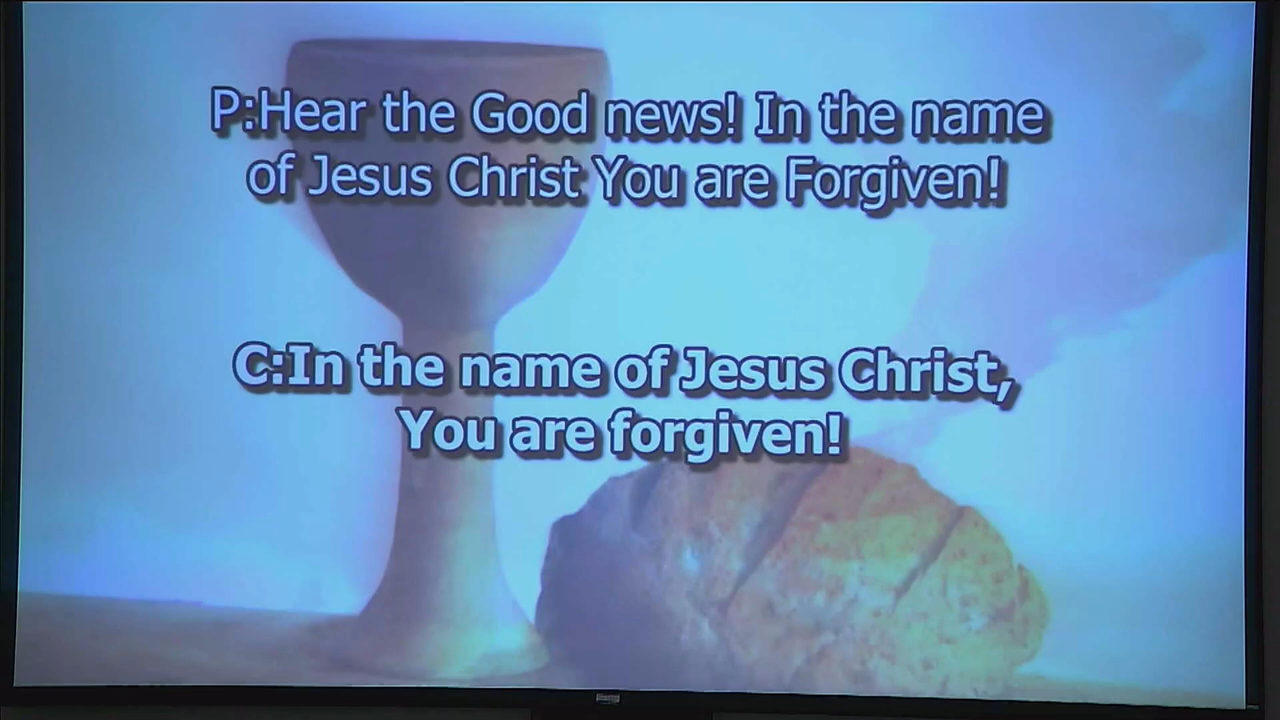 P:Hear the Good news! In the name
of Jesus Christ You are Forgiven!
C:In the name of Jesus Christ,
You are forgiven!